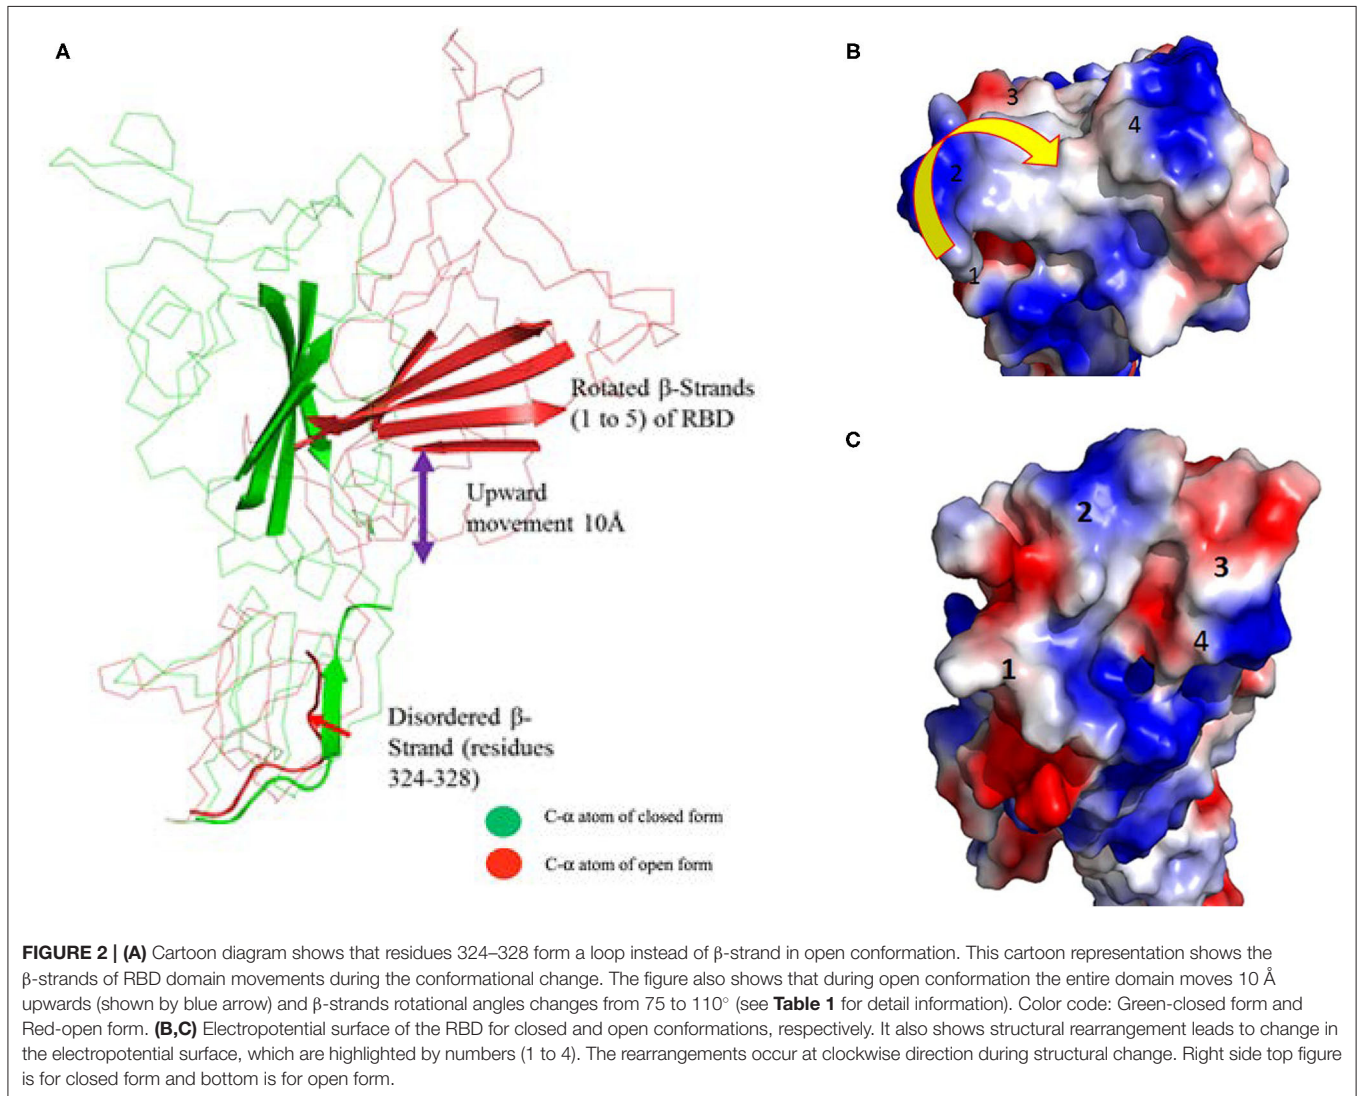 A
Rotated β-Strands
(1 to 5) of RBD
Upward
movement 10Å
Disordered β-
Strand (residues
324-328)
C-α atom of closed form
C-α atom of open form
B
3
4
2
1
C
2
3
4
1
FIGURE 2 | (A) Cartoon diagram shows that residues 324–328 form a loop instead of β-strand in open conformation. This cartoon representation shows the
β-strands of RBD domain movements during the conformational change. The figure also shows that during open conformation the entire domain moves 10 Å
upwards (shown by blue arrow) and β-strands rotational angles changes from 75 to 110° (see Table 1 for detail information). Color code: Green-closed form and
Red-open form. (B,C) Electropotential surface of the RBD for closed and open conformations, respectively. It also shows structural rearrangement leads to change in
the electropotential surface, which are highlighted by numbers (1 to 4). The rearrangements occur at clockwise direction during structural change. Right side top figure
is for closed form and bottom is for open form.